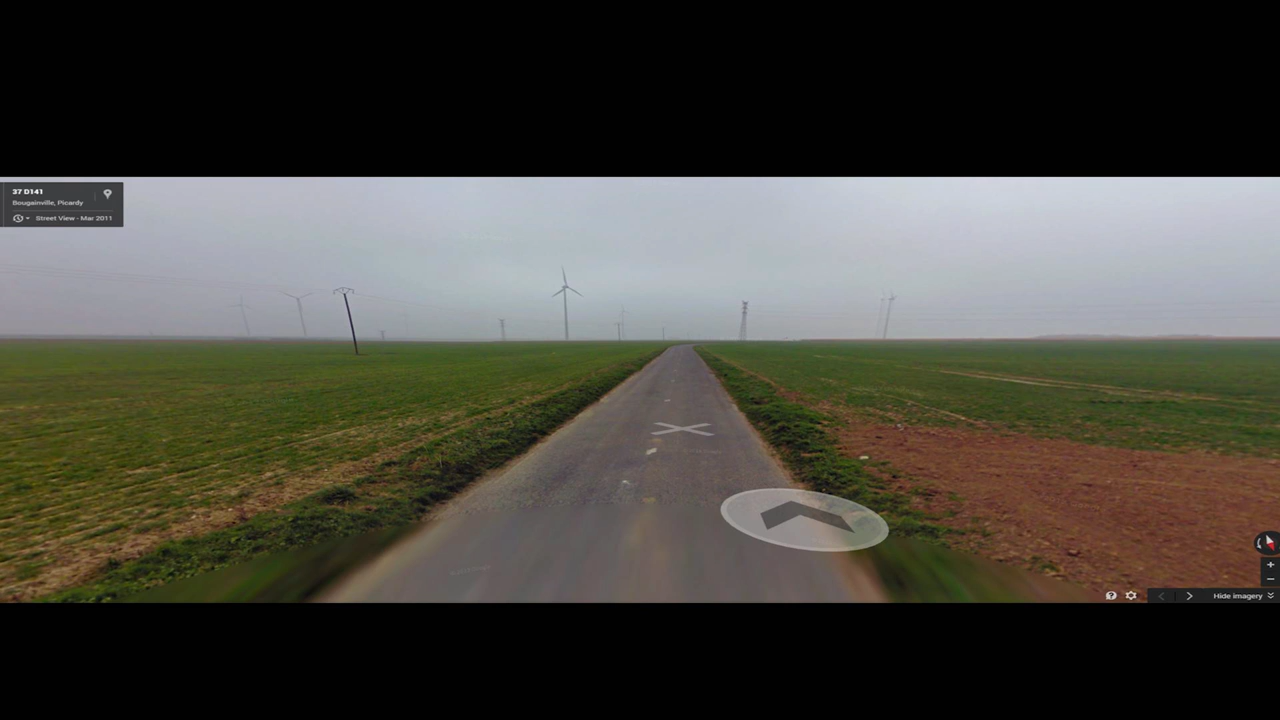 37 D141
Bougainville, Picardy
Street View - Mar 2011
Hide imagery